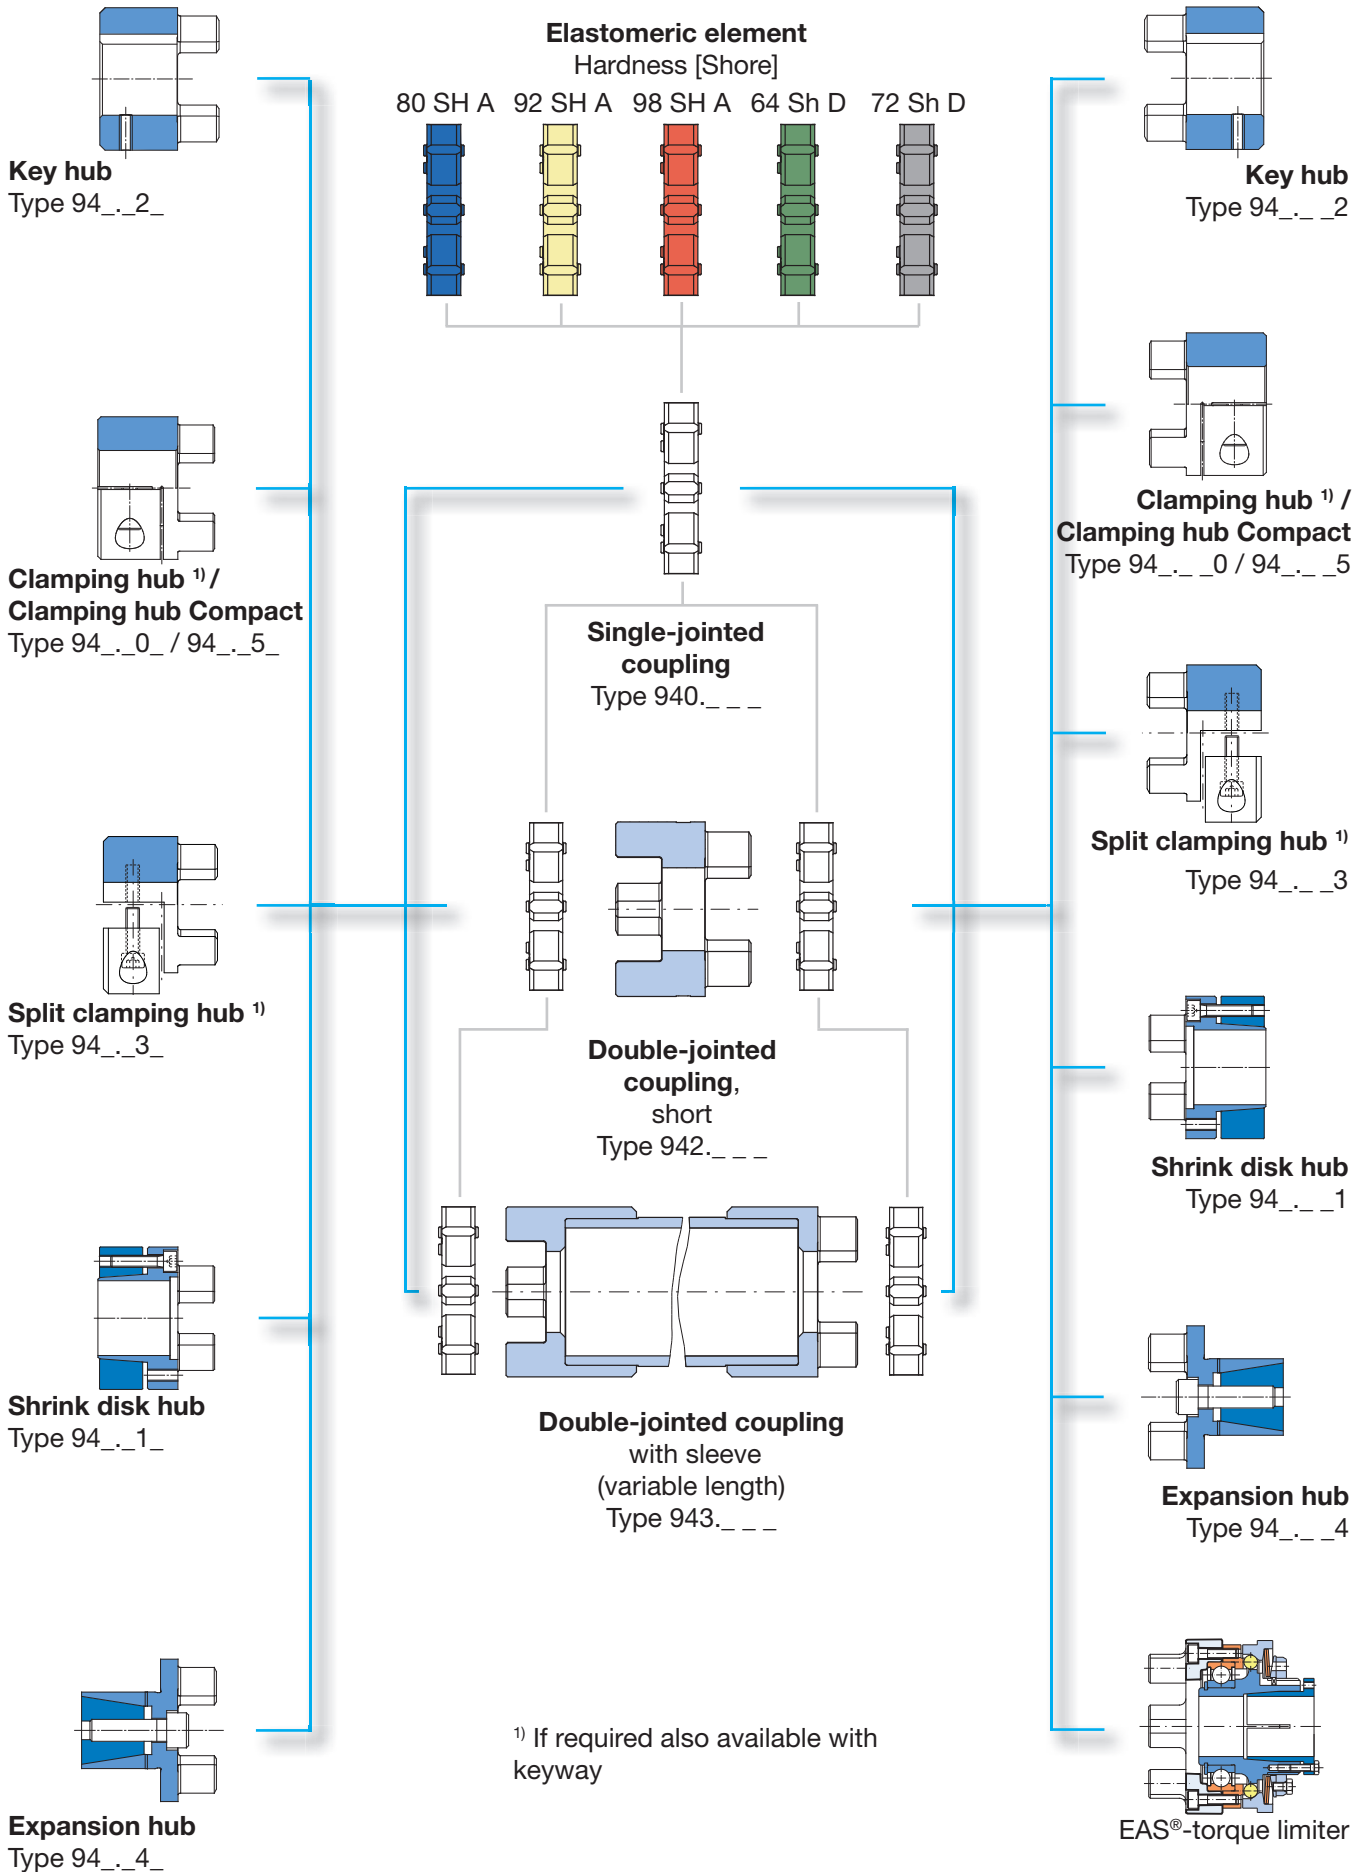 Elastomeric element
Hardness [Shore]
80 SH A 92 SH A 98 SH A 64 Sh D 72 Sh D
Key hub
Type 94_._2_
Key hub
Type 94_._ _2
Clamping hub 1) /
Clamping hub Compact
Type 94_._0_ / 94_._5_
Clamping hub 1) /
Clamping hub Compact
Type 94_._ _0 / 94_._ _5
Single-jointed
coupling
Type 940._ _ _
Split clamping hub 1)
Type 94_._3_
Split clamping hub 1)
Type 94_._ _3
Double-jointed
coupling,
short
Type 942._ _ _
Shrink disk hub
Type 94_._ _1
Shrink disk hub
Type 94_._1_
Double-jointed coupling
with sleeve
(variable length)
Type 943._ _ _
Expansion hub
Type 94_._ _4
1) If required also available with
keyway
Expansion hub
Type 94_._4_
EAS®-torque limiter